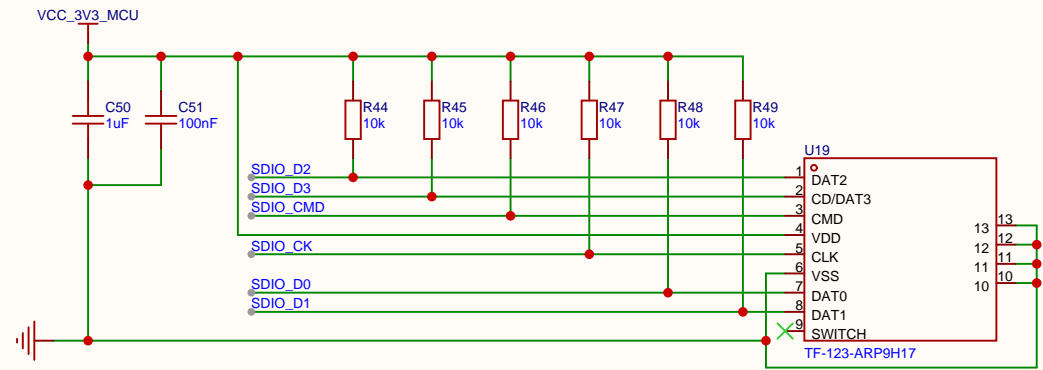 VCC_3V3_MCU
C50
1uF
C51
100nF
R44
10k
R45
10k
R46
10k
R47
10k
R48
10k
R49
10k
SDIO_D2
SDIO_D3
SDIO_CMD
SDIO_CK
SDIO_D0
SDIO_D1
U19
1 DAT2
2 CD/DAT3
3 CMD
4 VDD
5 CLK
6 VSS
7 DAT0
8 DAT1
9 SWITCH
13 13
12 12
11 11
10 10
TF-123-ARP9H17